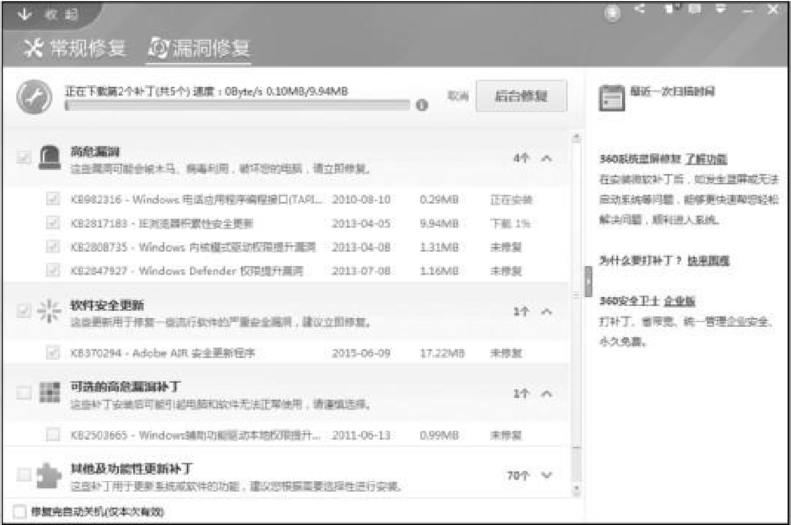 收起
常规修复 漏洞修复
正在下载第2个补丁(共5个) 速度：0Byte/s 0.10MB/9.94MB
取消 后台修复
高危漏洞 4个
这些漏洞可能会被木马、病毒利用，破坏您的电脑，请立即修复。
KB982316 - Windows 电话应用程序编程接口(TAPI... 2010-08-10 0.29MB 正在安装
KB2817183 - IE浏览器积累性安全更新 2013-04-05 9.94MB 下载 1%
KB2808735 - Windows 内核模式驱动权限提升漏洞 2013-04-08 1.31MB 未修复
KB2847927 - Windows Defender 权限提升漏洞 2013-07-08 1.16MB 未修复
软件安全更新 1个
这些更新用于修复一些流行软件的严重安全漏洞，建议立即修复。
KB370294 - Adobe AIR 安全更新程序 2015-06-09 17.22MB 未修复
可选的高危漏洞补丁 1个
这些补丁安装后可能引起电脑和软件无法正常使用，请谨慎选择。
KB2503665 - Windows辅助功能驱动本地权限提升... 2011-06-13 0.99MB 未修复
其他及功能性更新补丁 70个
这些补丁用于更新系统或软件的功能，建议您根据需要选择性进行安装。
修复完自动关机(仅本次有效)
最近一次扫描时间
360系统蓝屏修复 了解功能
在安装微软补丁后，如发生蓝屏或无法
启动系统等问题，能够更快速帮您轻松
解决问题，顺利进入系统。
为什么要打补丁？ 快来围观
360安全卫士 企业版
打补丁、省带宽、统一管理企业安全、
永久免费。